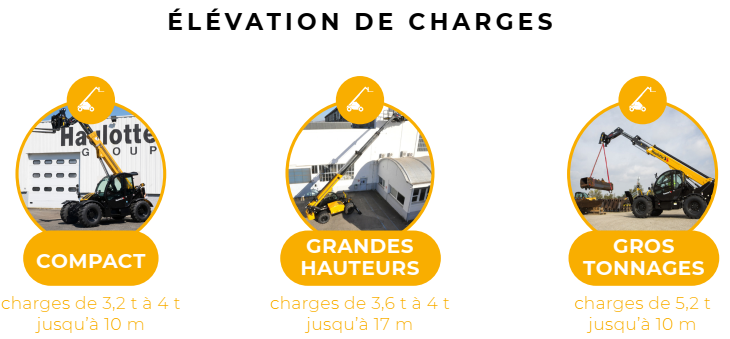 ÉLÉVATION DE CHARGES
Haulotte
GROUP
COMPACT
charges de 3,2 t à 4 t
jusqu'à 10 m
GRANDES
HAUTEURS
charges de 3,6 t à 4 t
jusqu'à 17 m
GROS
TONNAGES
charges de 5,2 t
jusqu'à 10 m